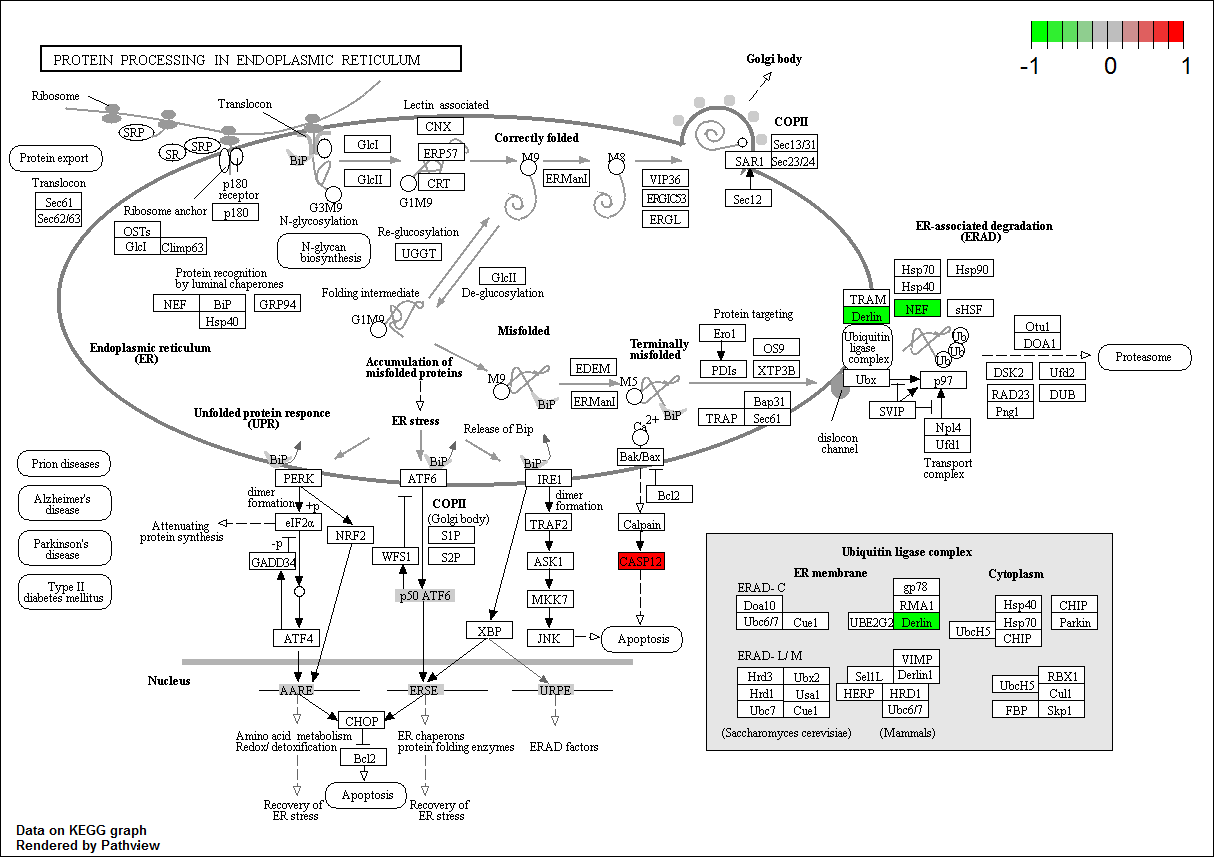 PROTEIN PROCESSING IN ENDOPLASMIC RETICULUM
-1 0 1
Golgi body
Ribosome
Translocon
Lectin associated
SRP
SR
SRP
Protein export
Translocon
Sec61
Sec62/63
BiP
p180
receptor
p180
Ribosome anchor
OSTs
GlcI
Climp63
G3M9
N-glycosylation
N-glycan
biosynthesis
GlcI
GlcII
CNX
ERP57
CRT
G1M9
Correctly folded
M9
ERManI
M8
VIP36
ERGIC53
ERGL
COPII
Sec13/31
SAR1
Sec23/24
Sec12
Re-glucosylation
UGGT
GlcII
De-glucosylation
Protein recognition
by luminal chaperones
NEF
BiP
GRP94
Hsp40
Folding intermediate
G1M9
Endoplasmic reticulum
(ER)
Misfolded
Accumulation of
misfolded proteins
M9
BiP
EDEM
ERManI
Terminally
misfolded
M5
BiP
Protein targeting
Ero1
PDIs
OS9
XTP3B
Bap31
TRAP
Sec61
ER-associated degradation
(ERAD)
Hsp70
Hsp90
Hsp40
TRAM
Derlin
NEF
sHSF
Ubiquitin
ligase
complex
Ub
Ub
Ub
Otu1
DOA1
Proteasome
Ubx
p97
DSK2
Ufd2
RAD23
DUB
Png1
SVIP
Npl4
Ufd1
Transport
complex
dislocon
channel
Unfolded protein responce
(UPR)
ER stress
Release of Bip
Ca2+
Bak/Bax
BiP
BiP
BiP
PERK
ATF6
IRE1
Bcl2
Prion diseases
Alzheimer's
disease
Parkinson's
disease
Type II
diabetes mellitus
dimer
formation
+p
eIF2α
Attenuating
protein synthesis
-p
GADD34
NRF2
ATF4
COPII
(Golgi body)
S1P
S2P
WFS1
p50 ATF6
dimer
formation
TRAF2
ASK1
MKK7
JNK
XBP
Calpain
CASP12
Apoptosis
Nucleus
AARE
ERSE
URPE
CHOP
Amino acid metabolism
Redox/ detoxification
ER chaperons
protein folding enzymes
ERAD factors
Bcl2
Apoptosis
Recovery of
ER stress
Recovery of
ER stress
Ubiquitin ligase complex
ER membrane
Cytoplasm
ERAD- C
Doa10
Ubc6/7
Cue1
gp78
RMA1
UBE2G2
Derlin
Hsp40
Hsp70
UbcH5
CHIP
CHIP
Parkin
ERAD- L/ M
Hrd3
Ubx2
Hrd1
Usa1
Ubc7
Cue1
VIMP
Sel1L
Derlin1
HERP
HRD1
Ubc6/7
RBX1
UbcH5
Cul1
FBP
Skp1
(Saccharomyces cerevisiae)
(Mammals)
Data on KEGG graph
Rendered by Pathview